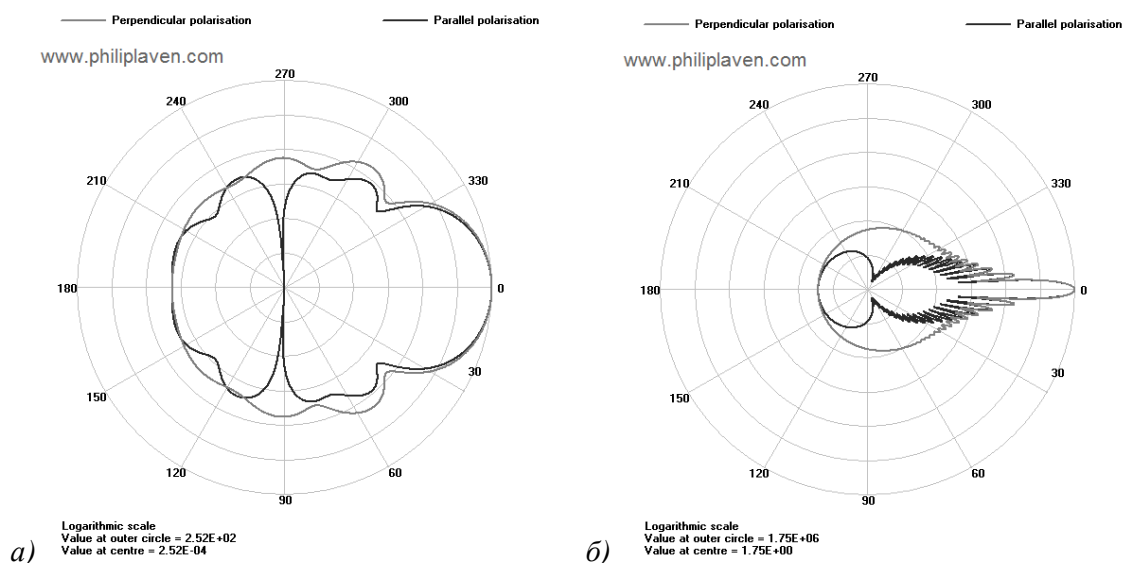 Perpendicular polarisation Parallel polarisation
www.philiplaven.com
270
240 300
210 330
180 0
150 30
120 60
90
Logarithmic scale
Value at outer circle = 2.52E+02
а) Value at centre = 2.52E-04
Perpendicular polarisation Parallel polarisation
www.philiplaven.com
270
240 300
210 330
180 0
150 30
120 60
90
Logarithmic scale
Value at outer circle = 1.75E+06
б) Value at centre = 1.75E+00